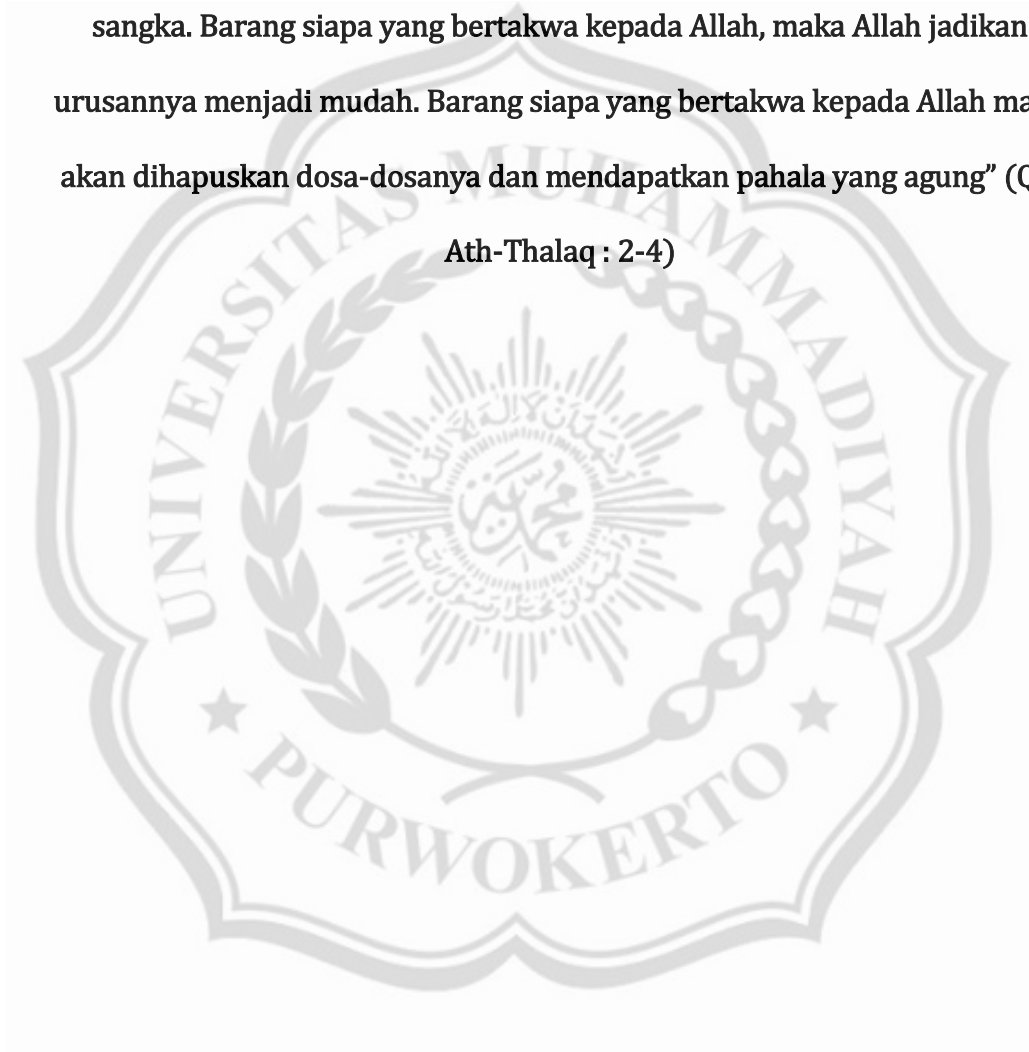 sangka. Barang siapa yang bertakwa kepada Allah, maka Allah jadikan
urusannya menjadi mudah. Barang siapa yang bertakwa kepada Allah ma
akan dihapuskan dosa-dosanya dan mendapatkan pahala yang agung” (Q
Ath-Thalaq : 2-4)
UNIVERSITAS MUHAMMADIYAH
PURWOKERTO